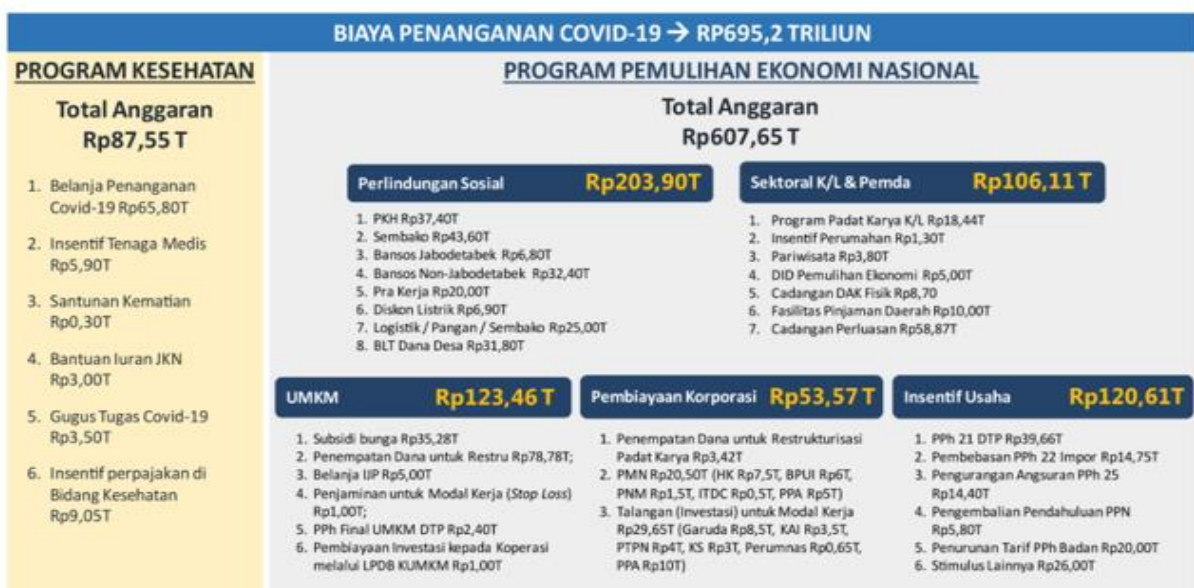 BIAYA PENANGANAN COVID-19 → RP695,2 TRILIUN
PROGRAM KESEHATAN
Total Anggaran
Rp87,55 T
1. Belanja Penanganan
Covid-19 Rp65,80T
2. Insentif Tenaga Medis
Rp5,90T
3. Santunan Kematian
Rp0,30T
4. Bantuan Iuran JKN
Rp3,00T
5. Gugus Tugas Covid-19
Rp3,50T
6. Insentif perpajakan di
Bidang Kesehatan
Rp9,05T
PROGRAM PEMULIHAN EKONOMI NASIONAL
Total Anggaran
Rp607,65 T
Perlindungan Sosial Rp203,90T
1. PKH Rp37,40T
2. Sembako Rp43,60T
3. Bansos Jabodetabek Rp6,80T
4. Bansos Non-Jabodetabek Rp32,40T
5. Pra Kerja Rp20,00T
6. Diskon Listrik Rp6,90T
7. Logistik / Pangan / Sembako Rp25,00T
8. BLT Dana Desa Rp31,80T
Sektoral K/L & Pemda Rp106,11 T
1. Program Padat Karya K/L Rp18,44T
2. Insentif Perumahan Rp1,30T
3. Pariwisata Rp3,80T
4. DID Pemulihan Ekonomi Rp5,00T
5. Cadangan DAK Fisik Rp8,70
6. Fasilitas Pinjaman Daerah Rp10,00T
7. Cadangan Perluasan Rp58,87T
UMKM Rp123,46 T
1. Subsidi bunga Rp35,28T
2. Penempatan Dana untuk Restru Rp78,78T;
3. Belanja IJP Rp5,00T
4. Penjaminan untuk Modal Kerja (Stop Loss)
Rp1,00T;
5. PPh Final UMKM DTP Rp2,40T
6. Pembiayaan Investasi kepada Koperasi
melalui LPDB KUMKM Rp1,00T
Pembiayaan Korporasi Rp53,57 T
1. Penempatan Dana untuk Restrukturisasi
Padat Karya Rp3,42T
2. PMN Rp20,50T (HK Rp7,5T, BPUI Rp6T,
PNM Rp1,5T, ITDC Rp0,5T, PPA Rp5T)
3. Talangan (Investasi) untuk Modal Kerja
Rp29,65T (Garuda Rp8,5T, KAI Rp3,5T,
PTPN Rp4T, KS Rp3T, Perumnas Rp0,65T,
PPA Rp10T)
Insentif Usaha Rp120,61T
1. PPh 21 DTP Rp39,66T
2. Pembebasan PPh 22 Impor Rp14,75T
3. Pengurangan Angsuran PPh 25
Rp14,40T
4. Pengembalian Pendahuluan PPN
Rp5,80T
5. Penurunan Tarif PPh Badan Rp20,00T
6. Stimulus Lainnya Rp26,00T